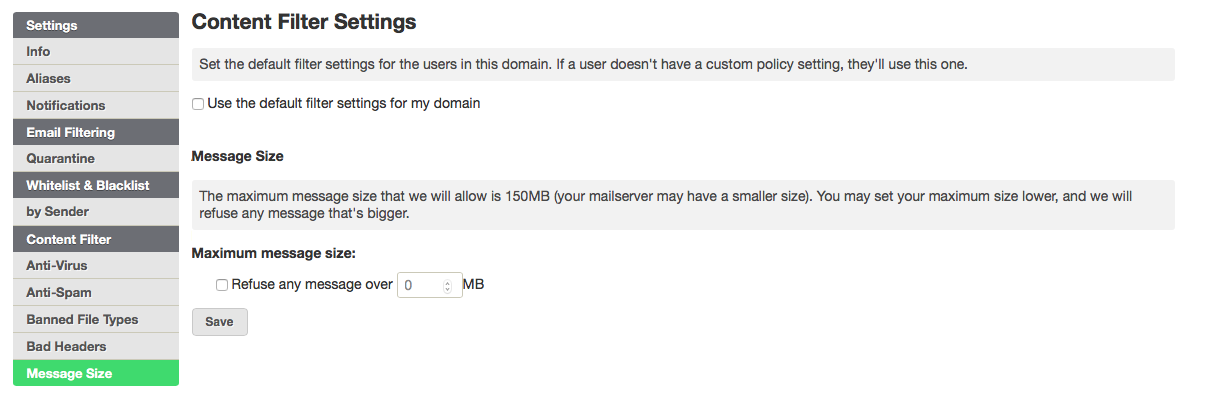 Settings
Info
Aliases
Notifications
Email Filtering
Quarantine
Whitelist & Blacklist
by Sender
Content Filter
Anti-Virus
Anti-Spam
Banned File Types
Bad Headers
Message Size
Content Filter Settings
Set the default filter settings for the users in this domain. If a user doesn't have a custom policy setting, they'll use this one.
Use the default filter settings for my domain
Message Size
The maximum message size that we will allow is 150MB (your mailserver may have a smaller size). You may set your maximum size lower, and we will
refuse any message that's bigger.
Maximum message size:
Refuse any message over 0 MB
Save